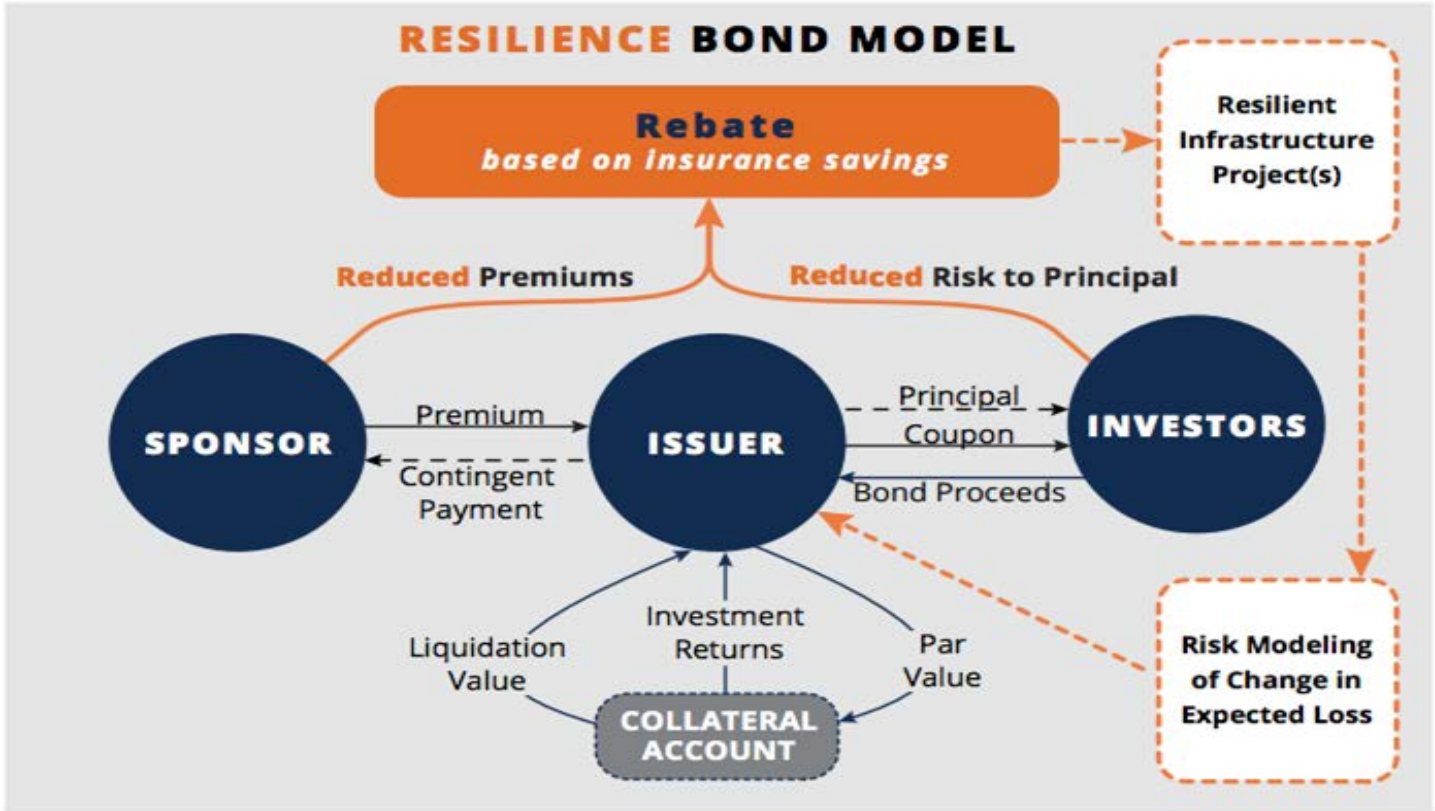 RESILIENCE BOND MODEL
Rebate
based on insurance savings
Resilient
Infrastructure
Project(s)
Reduced Premiums
Reduced Risk to Principal
SPONSOR
Premium
Contingent
Payment
ISSUER
Principal
Coupon
Bond Proceeds
INVESTORS
Liquidation
Value
Investment
Returns
Par
Value
COLLATERAL
ACCOUNT
Risk Modeling
of Change in
Expected Loss